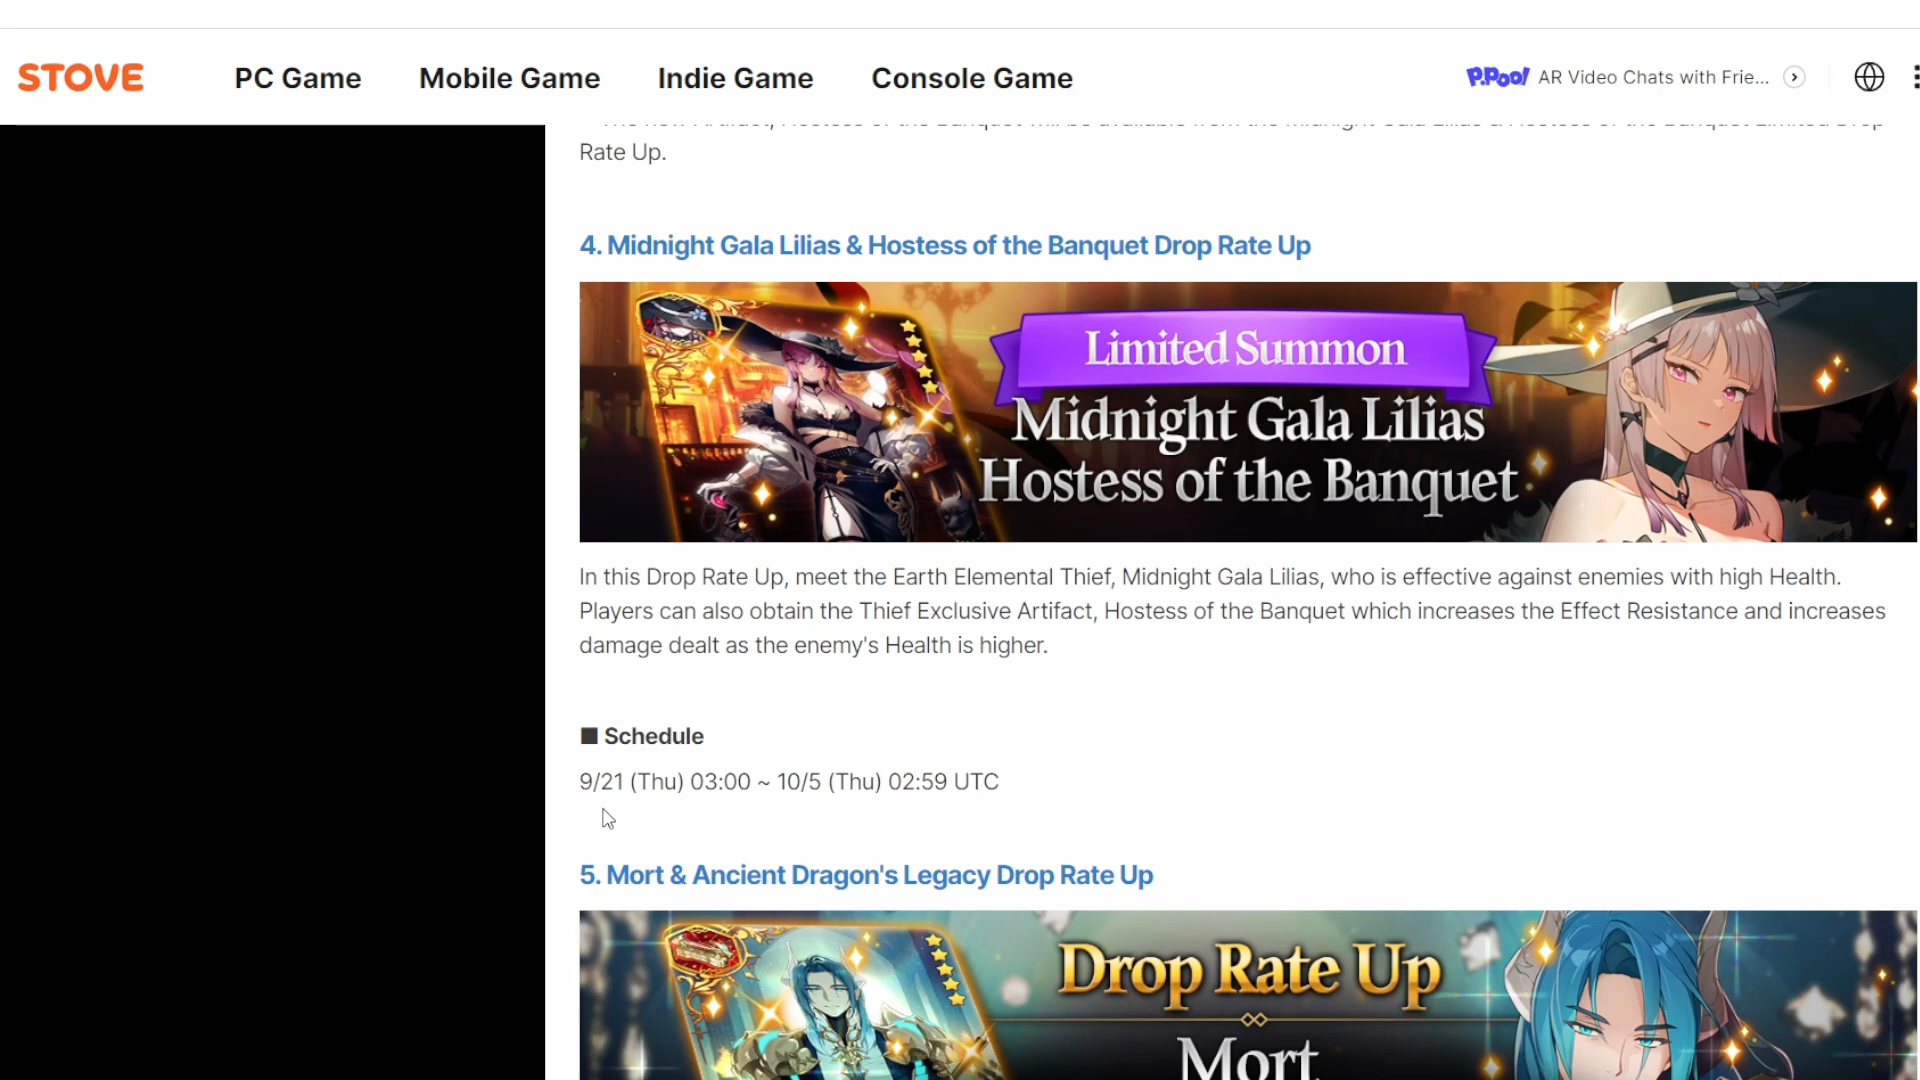 STOVE
PC Game
Mobile Game
Indie Game
Console Game
P.Pool AR Video Chats with Frie...
Rate Up.
4. Midnight Gala Lilias & Hostess of the Banquet Drop Rate Up
Limited Summon
Midnight Gala Lilias
Hostess of the Banquet
In this Drop Rate Up, meet the Earth Elemental Thief, Midnight Gala Lilias, who is effective against enemies with high Health.
Players can also obtain the Thief Exclusive Artifact, Hostess of the Banquet which increases the Effect Resistance and increases
damage dealt as the enemy's Health is higher.
■ Schedule
9/21 (Thu) 03:00 ~ 10/5 (Thu) 02:59 UTC
5. Mort & Ancient Dragon's Legacy Drop Rate Up
Drop Rate Up
Mort